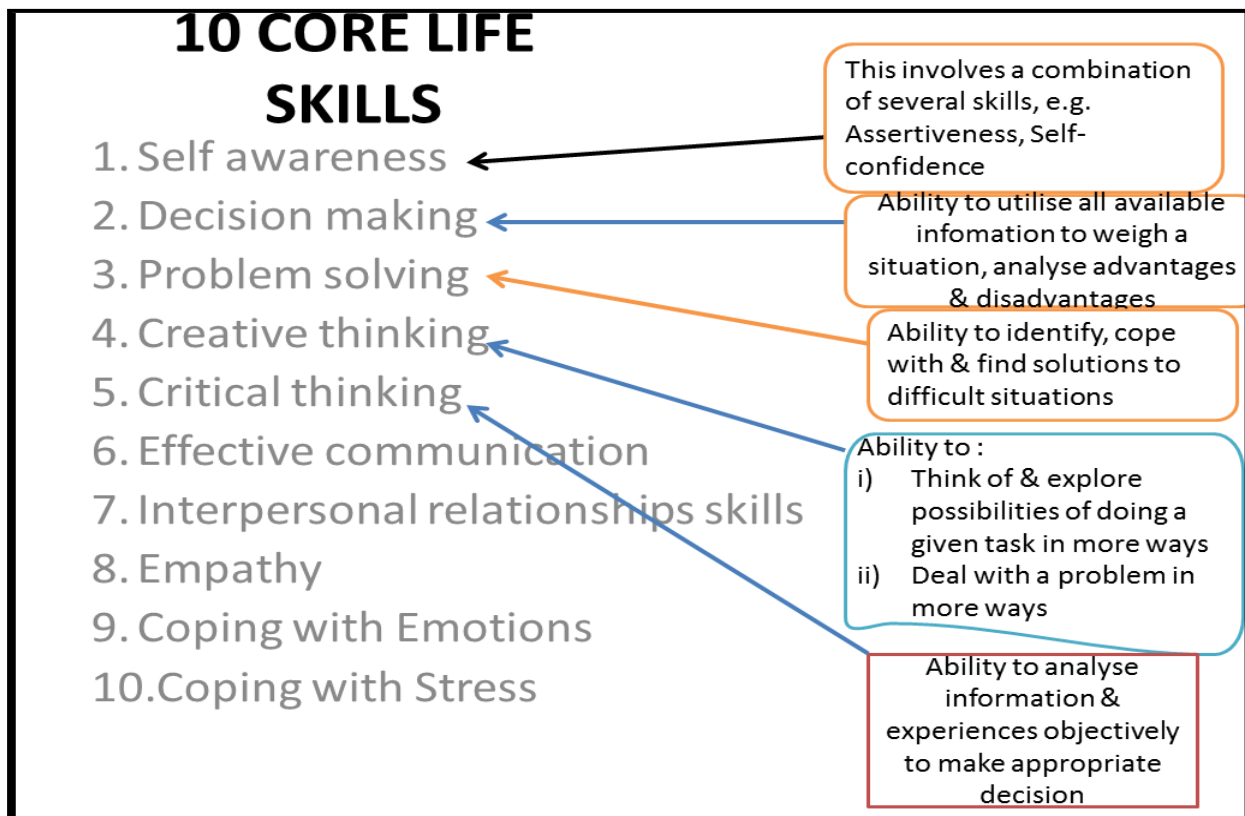 10 CORE LIFE
SKILLS
1. Self awareness
2. Decision making
3. Problem solving
4. Creative thinking
5. Critical thinking
6. Effective communication
7. Interpersonal relationships skills
8. Empathy
9. Coping with Emotions
10.Coping with Stress
This involves a combination
of several skills, e.g.
Assertiveness, Self-
confidence
Ability to utilise all available
infomation to weigh a
situation, analyse advantages
& disadvantages
Ability to identify, cope
with & find solutions to
difficult situations
Ability to :
i) Think of & explore
possibilities of doing a
given task in more ways
ii) Deal with a problem in
more ways
Ability to analyse
information &
experiences objectively
to make appropriate
decision